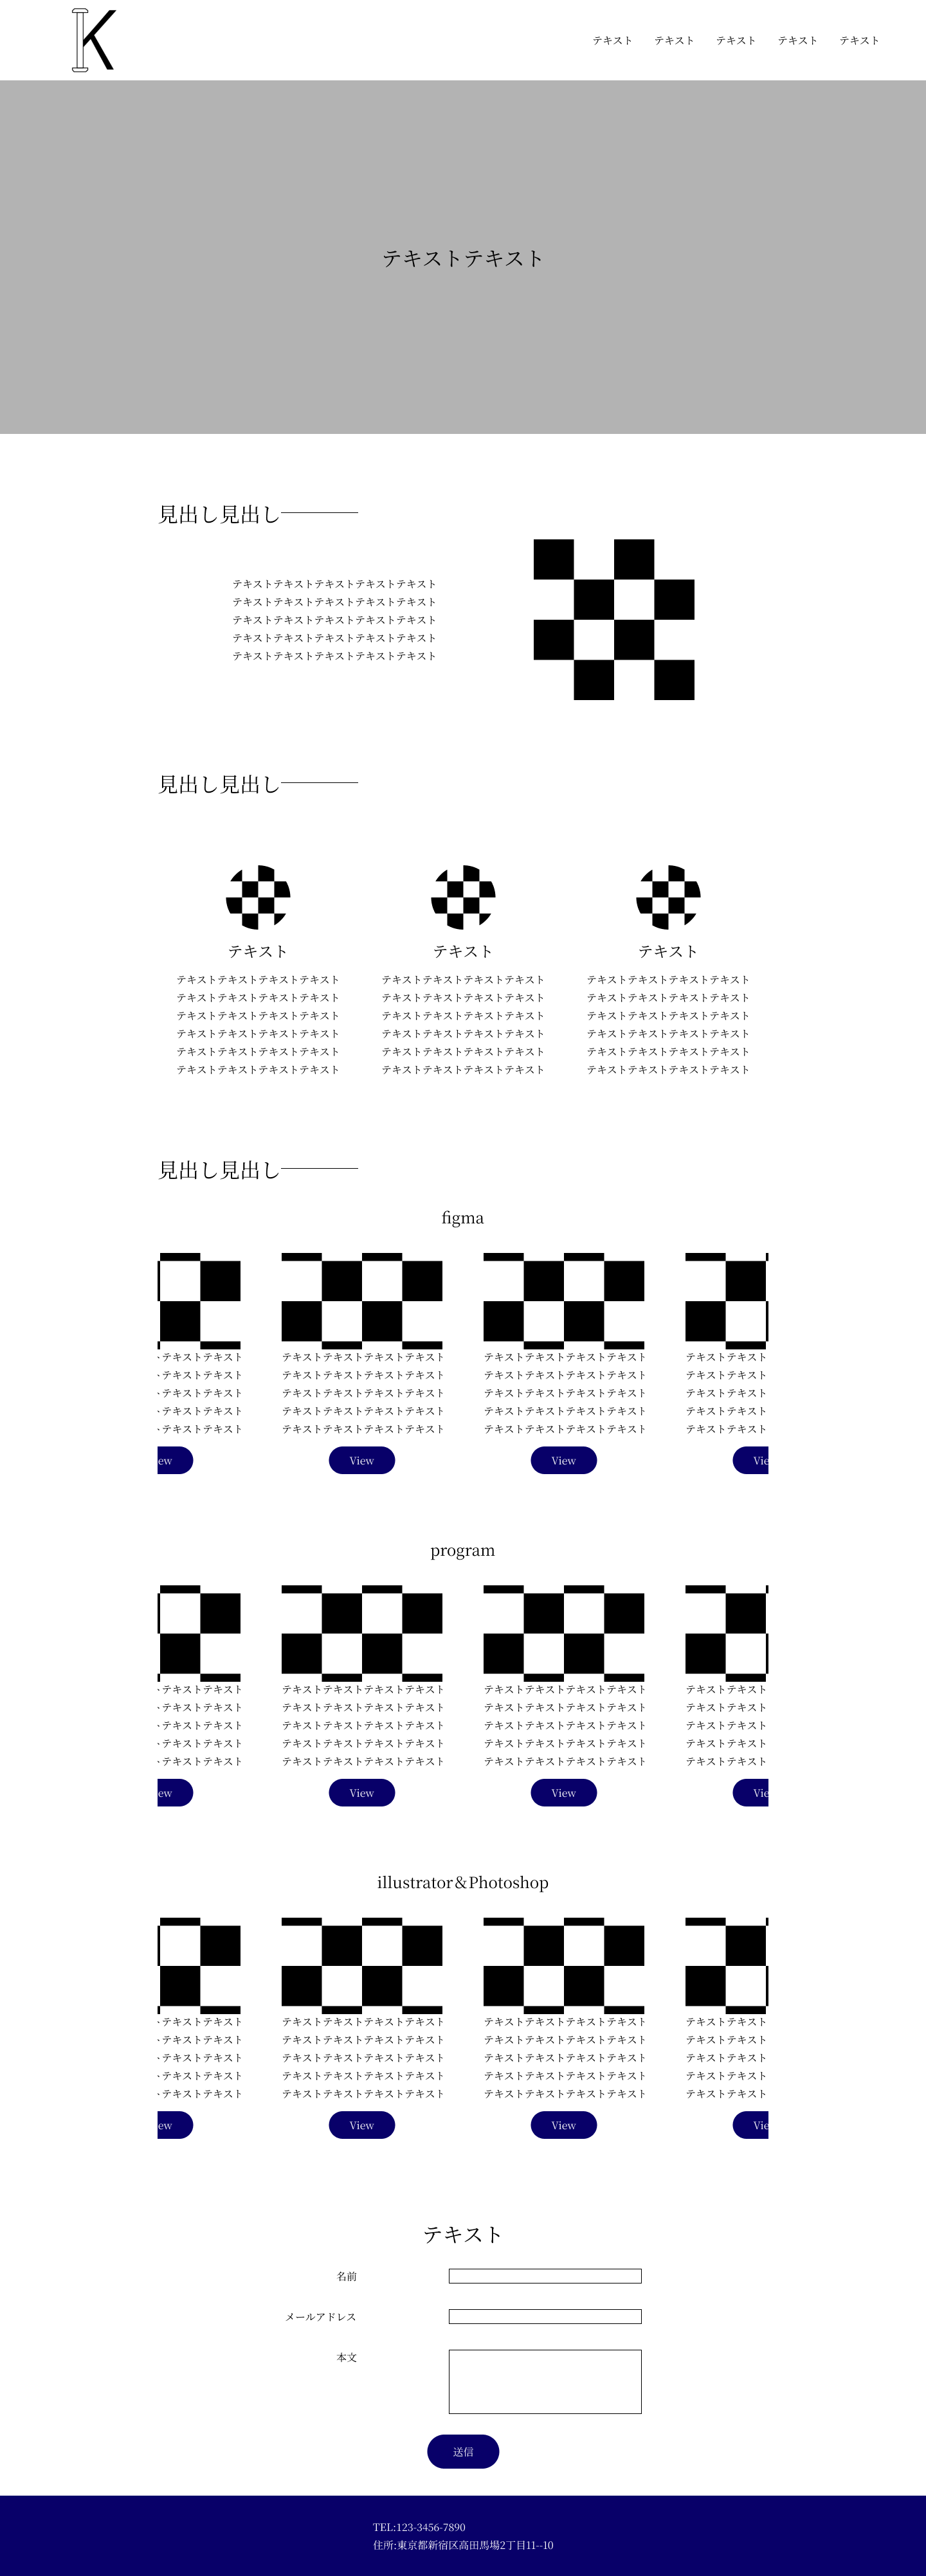 K
テキスト テキスト テキスト テキスト テキスト
テキストテキスト
見出し見出し
テキストテキストテキストテキストテキスト
テキストテキストテキストテキストテキスト
テキストテキストテキストテキストテキスト
テキストテキストテキストテキストテキスト
テキストテキストテキストテキストテキスト
見出し見出し
テキスト
テキストテキストテキストテキスト
テキストテキストテキストテキスト
テキストテキストテキストテキスト
テキストテキストテキストテキスト
テキストテキストテキストテキスト
テキストテキストテキストテキスト
テキスト
テキストテキストテキストテキスト
テキストテキストテキストテキスト
テキストテキストテキストテキスト
テキストテキストテキストテキスト
テキストテキストテキストテキスト
テキストテキストテキストテキスト
テキスト
テキストテキストテキストテキスト
テキストテキストテキストテキスト
テキストテキストテキストテキスト
テキストテキストテキストテキスト
テキストテキストテキストテキスト
テキストテキストテキストテキスト
見出し見出し
figma
テキストテキスト
テキストテキスト
テキストテキスト
テキストテキスト
テキストテキスト
ew
テキストテキストテキストテキスト
テキストテキストテキストテキスト
テキストテキストテキストテキスト
テキストテキストテキストテキスト
テキストテキストテキストテキスト
View
テキストテキストテキストテキスト
テキストテキストテキストテキスト
テキストテキストテキストテキスト
テキストテキストテキストテキスト
テキストテキストテキストテキスト
View
テキストテキスト
テキストテキスト
テキストテキスト
テキストテキスト
テキストテキスト
Vie
program
テキストテキスト
テキストテキスト
テキストテキスト
テキストテキスト
テキストテキスト
ew
テキストテキストテキストテキスト
テキストテキストテキストテキスト
テキストテキストテキストテキスト
テキストテキストテキストテキスト
テキストテキストテキストテキスト
View
テキストテキストテキストテキスト
テキストテキストテキストテキスト
テキストテキストテキストテキスト
テキストテキストテキストテキスト
テキストテキストテキストテキスト
View
テキストテキスト
テキストテキスト
テキストテキスト
テキストテキスト
テキストテキスト
Vie
illustrator＆Photoshop
テキストテキスト
テキストテキスト
テキストテキスト
テキストテキスト
テキストテキスト
ew
テキストテキストテキストテキスト
テキストテキストテキストテキスト
テキストテキストテキストテキスト
テキストテキストテキストテキスト
テキストテキストテキストテキスト
View
テキストテキストテキストテキスト
テキストテキストテキストテキスト
テキストテキストテキストテキスト
テキストテキストテキストテキスト
テキストテキストテキストテキスト
View
テキストテキスト
テキストテキスト
テキストテキスト
テキストテキスト
テキストテキスト
Vie
テキスト
名前
メールアドレス
本文
送信
TEL:123-3456-7890
住所:東京都新宿区高田馬場2丁目11--10